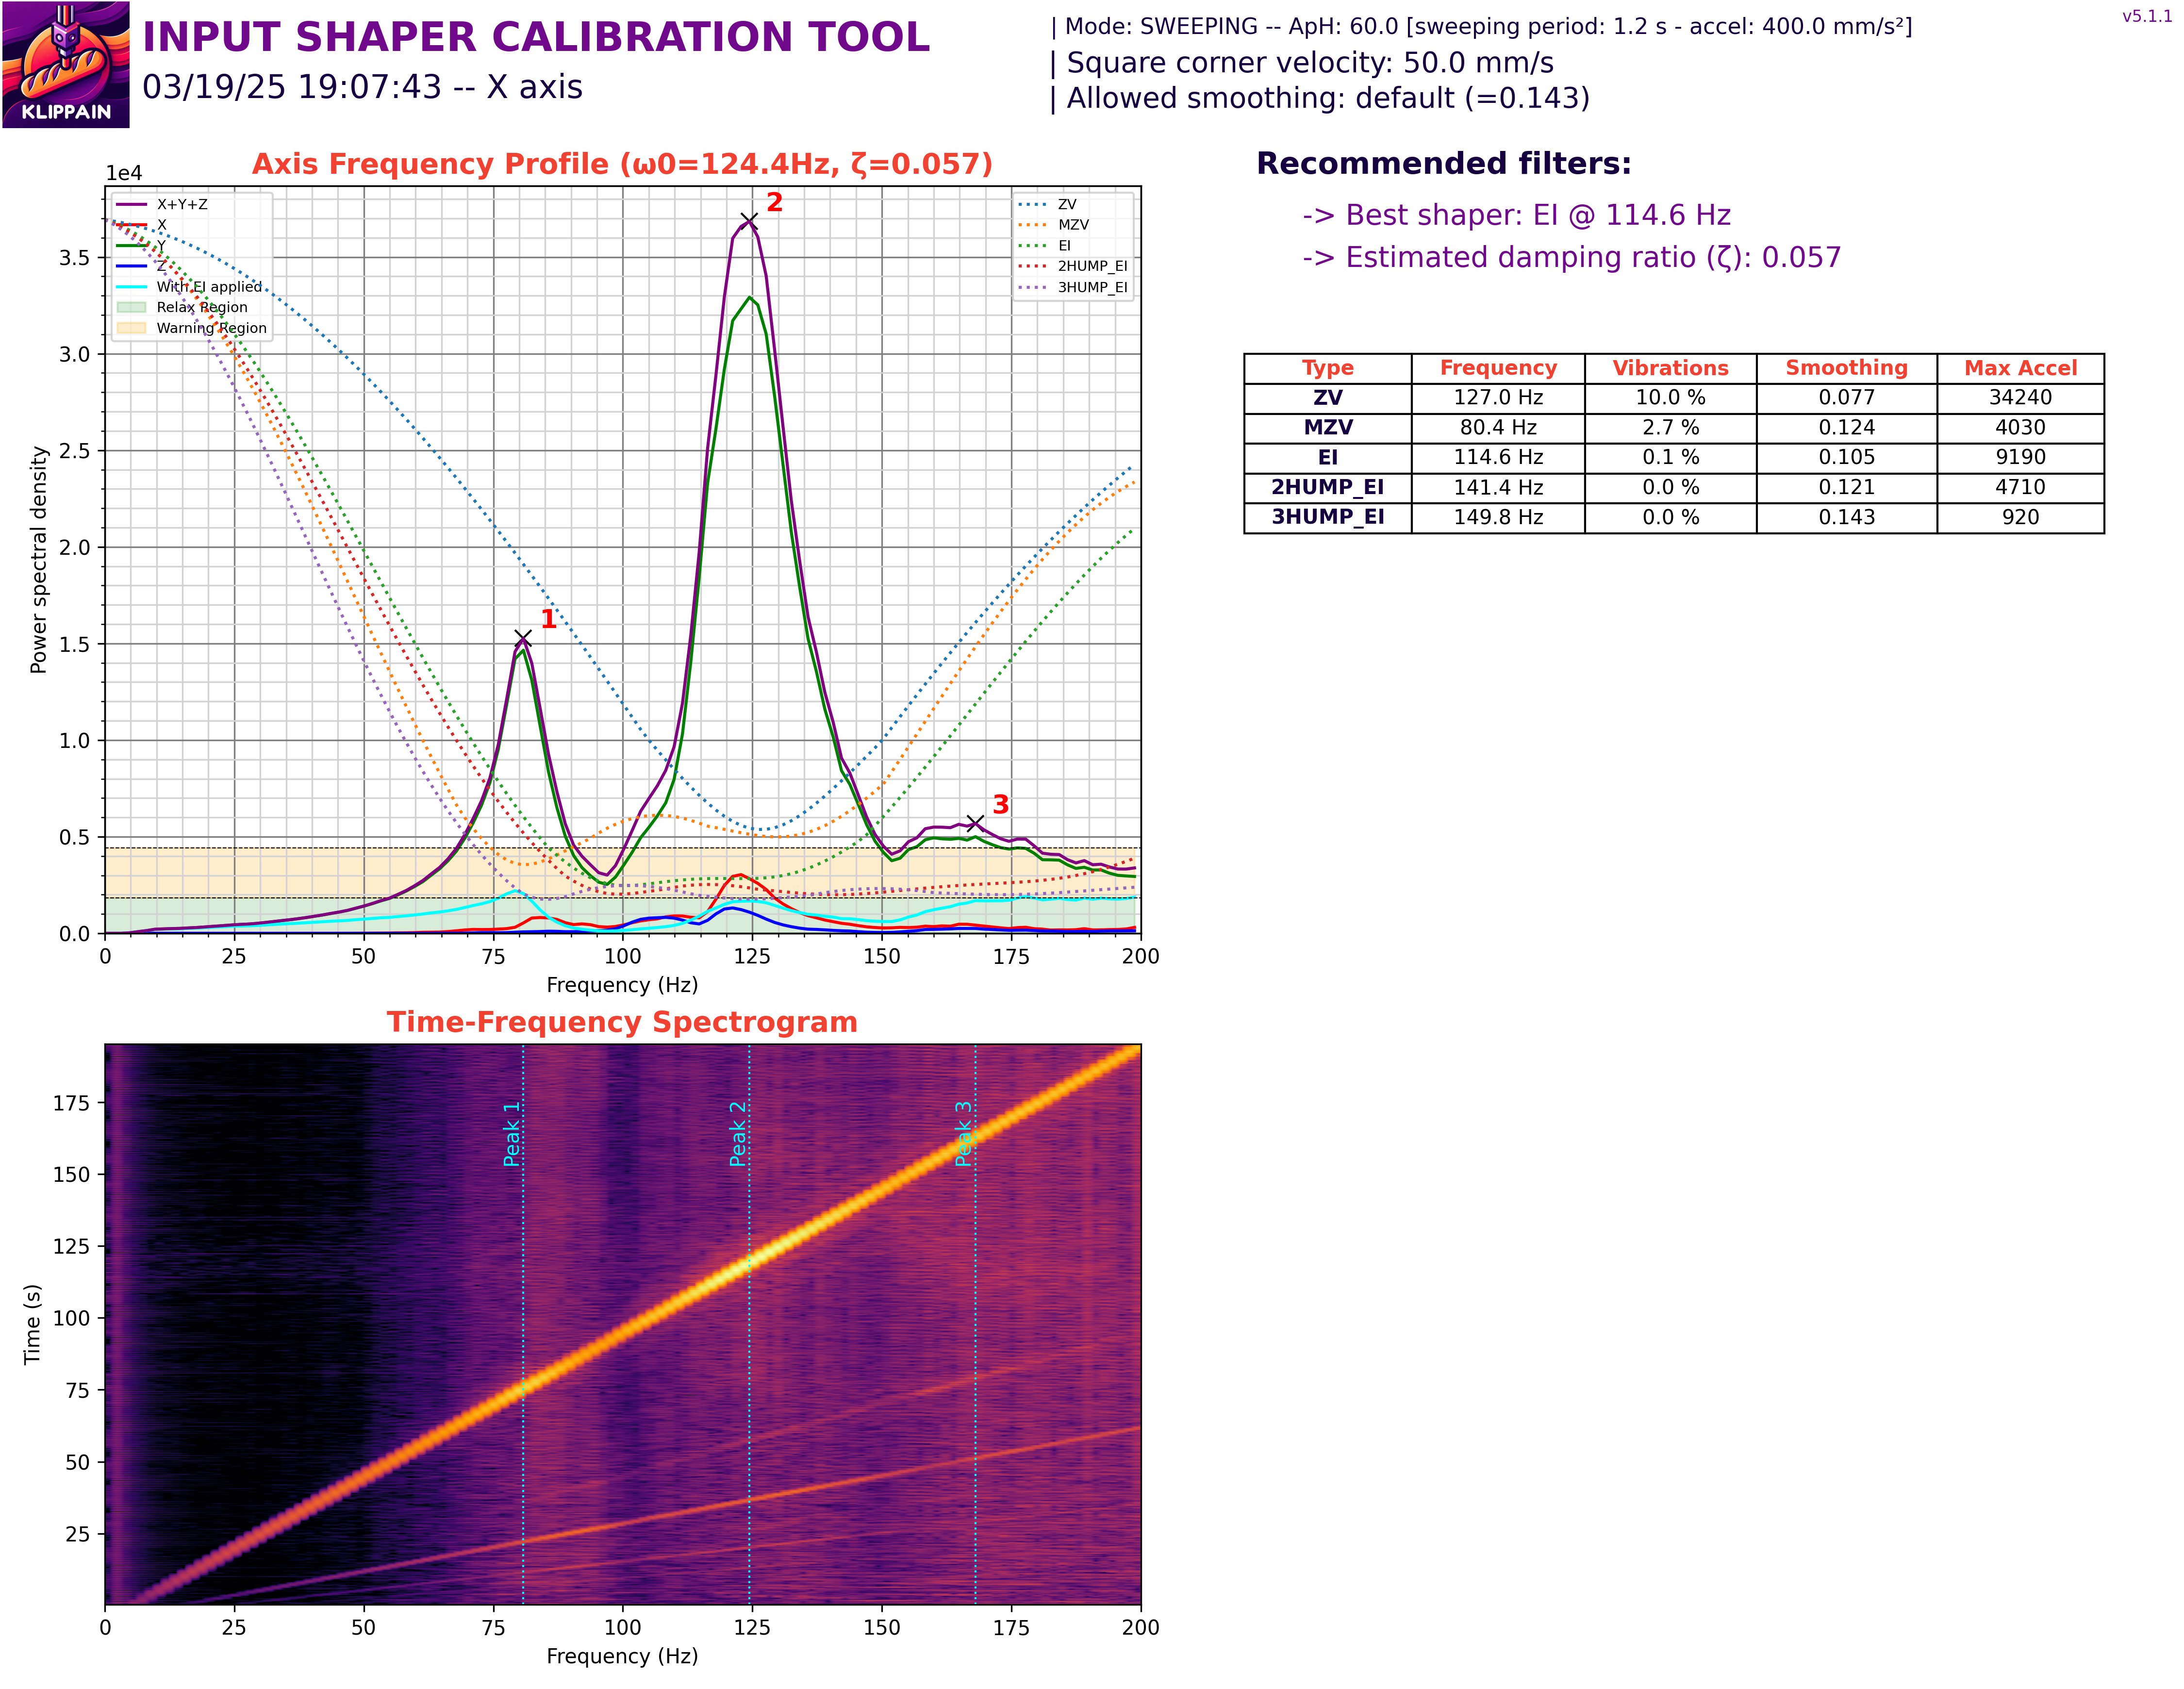 INPUT SHAPER CALIBRATION TOOL
03/19/25 19:07:43 -- X axis
KLIPPAIN
| Mode: SWEEPING -- ApH: 60.0 [sweeping period: 1.2 s - accel: 400.0 mm/s²]
| Square corner velocity: 50.0 mm/s
| Allowed smoothing: default (=0.143)
v5.1.1
Axis Frequency Profile (ω0=124.4Hz, ζ=0.057)
1e4
X+Y+Z
X
Y
Z
With EI applied
Relax Region
Warning Region
ZV
MZV
EI
2HUMP_EI
3HUMP_EI
1
2
3
Power spectral density
3.5
3.0
2.5
2.0
1.5
1.0
0.5
0.0
0 25 50 75 100 125 150 175 200
Frequency (Hz)
Recommended filters:
-> Best shaper: EI @ 114.6 Hz
-> Estimated damping ratio (ζ): 0.057
Type Frequency Vibrations Smoothing Max Accel
ZV 127.0 Hz 10.0 % 0.077 34240
MZV 80.4 Hz 2.7 % 0.124 4030
EI 114.6 Hz 0.1 % 0.105 9190
2HUMP_EI 141.4 Hz 0.0 % 0.121 4710
3HUMP_EI 149.8 Hz 0.0 % 0.143 920
Time-Frequency Spectrogram
Peak 1
Peak 2
Peak 3
Time (s)
175
150
125
100
75
50
25
0 25 50 75 100 125 150 175 200
Frequency (Hz)